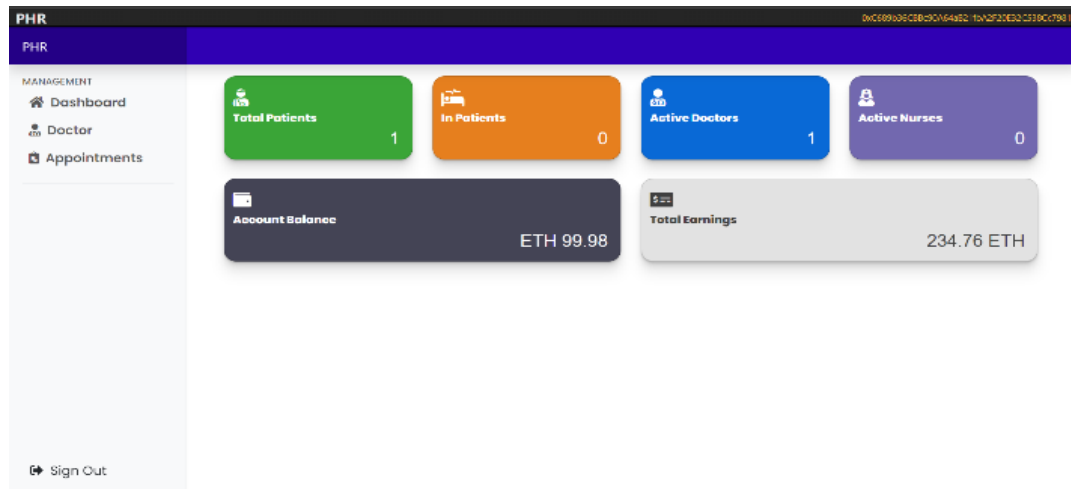 PHR
PHR
MANAGEMENT
Dashboard
Doctor
Appointments
Total Patients
1
In Patients
0
Active Doctors
1
Active Nurses
0
Account Balance
ETH 99.98
Total Earnings
234.76 ETH
Sign Out